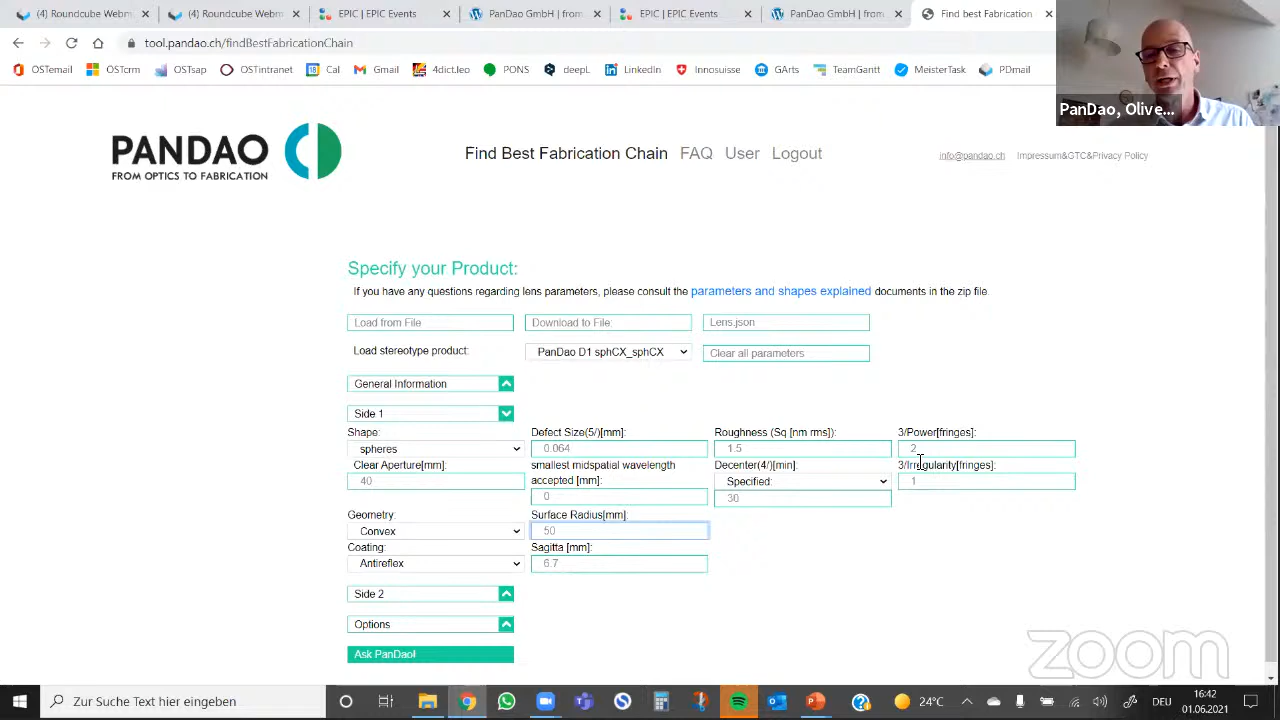 (4) Webm
(4) Webm
EPIC | EPIC Events
PanDao GmbH | from
EPIC | EPIC Events
PanDao GmbH | from
Find best Fabrication
tool.pandao.ch/findBestFabricationChain
OSTemail
OSTcrm
OSTsap
OSTintranet
Cal
Gmail
4dictcc
PONS
deepL
LinkedIn
Innosuisse
GArts
TeamGantt
MeisterTask
PDmail
PanDao, Olive...
PANDAO
FROM OPTICS TO FABRICATION
Find Best Fabrication Chain FAQ User Logout
info@pandao.ch Impressum&GTC&Privacy Policy
Specify your Product:
If you have any questions regarding lens parameters, please consult the parameters and shapes explained documents in the zip file.
Load from File Download to File: Lens.json
Load stereotype product: PanDao D1 sphCX_sphCX Clear all parameters
General Information
Side 1
Shape: Defect Size(5/)[mm]: Roughness (Sq [nm rms]): 3/Power[fringes]:
spheres 0.064 1.5 2
Clear Aperture[mm]: smallest midspatial wavelength accepted [mm]: Decenter(4/)[min]: 3/Irrigularity[fringes]:
40 0 Specified: 1
30
Geometry: Surface Radius[mm]:
Convex 50
Coating: Sagitta [mm]:
Antireflex 6.7
Side 2
Options
Ask PanDao!
zoom
Zur Suche Text hier eingeben
24°C
DEU
16:42
01.06.2021